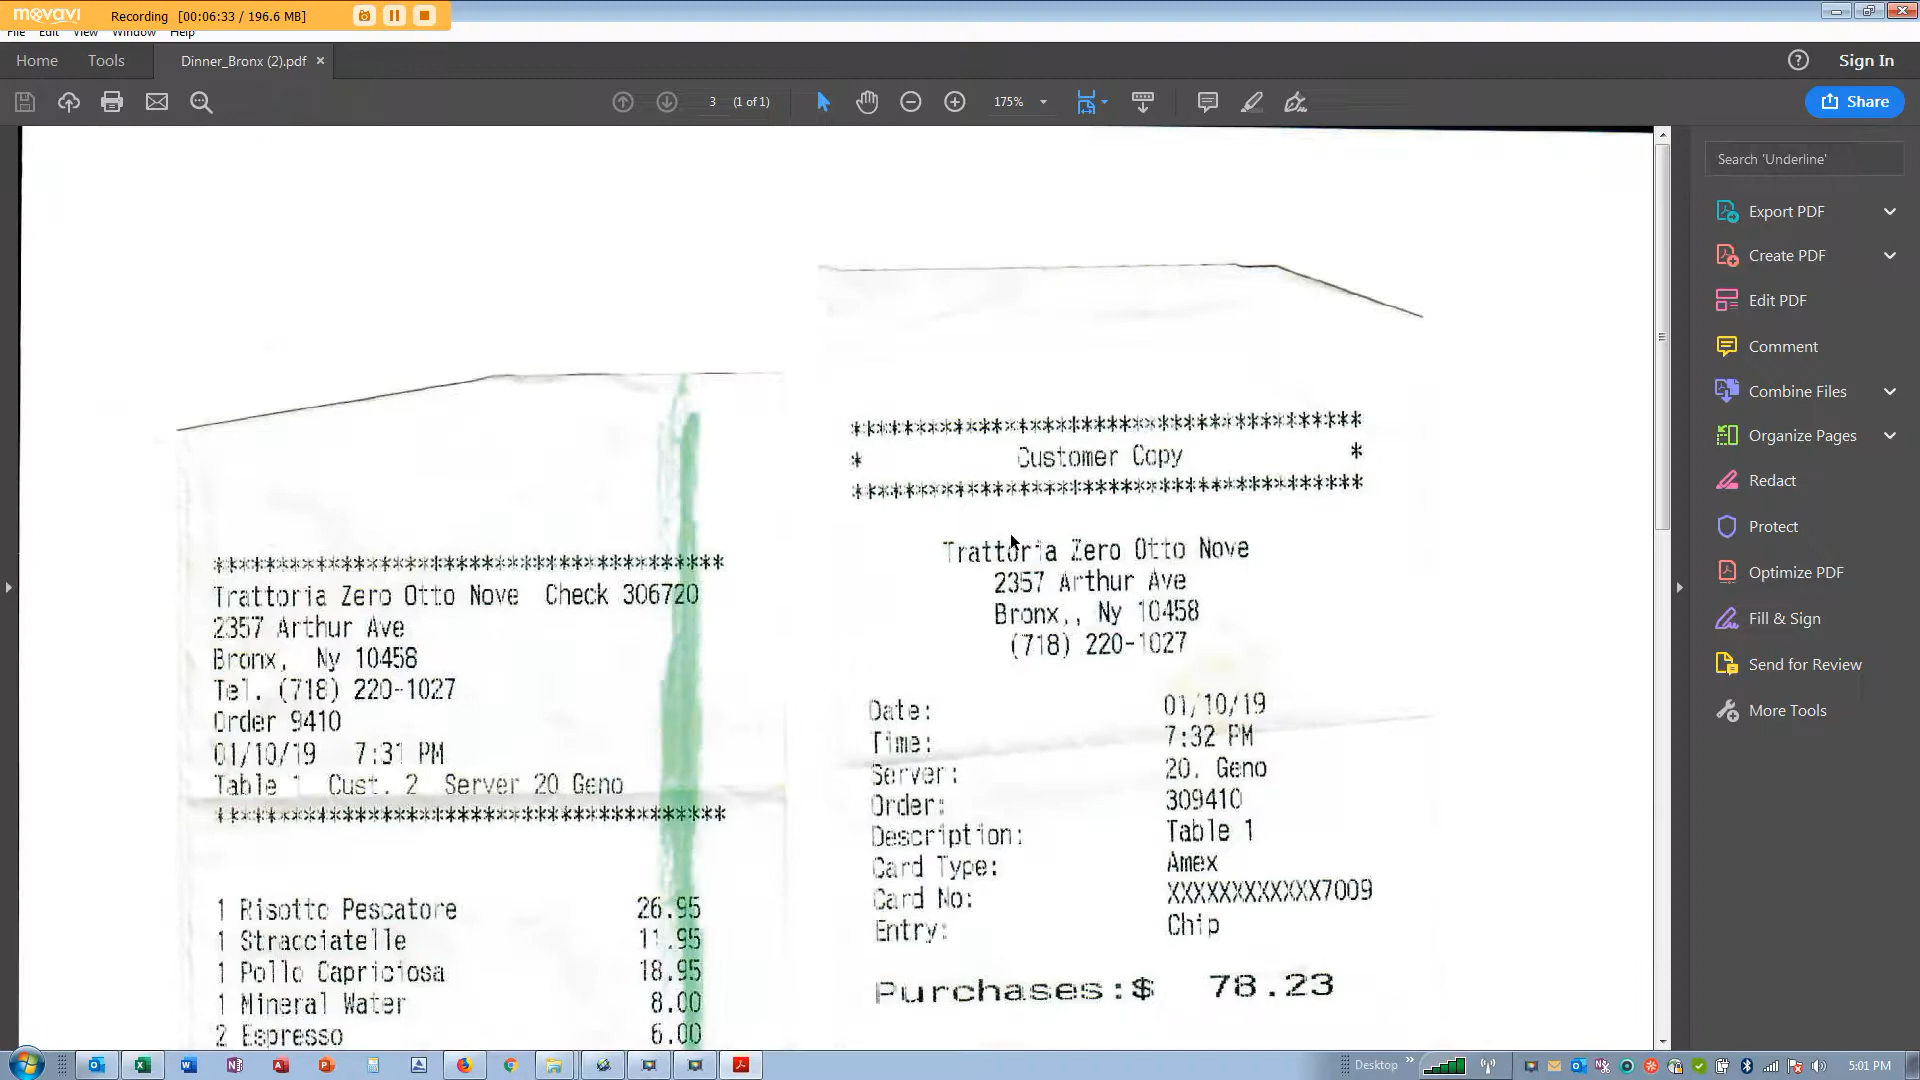 movavi
Recording [00:06:33 / 196.6 MB]
File Edit View Window Help
Home Tools Dinner_Bronx (2).pdf ×
Sign In
3 (1 of 1)
175%
Share
Search 'Underline'
Export PDF
Create PDF
Edit PDF
Comment
Combine Files
Organize Pages
Redact
Protect
Optimize PDF
Fill & Sign
Send for Review
More Tools
****************************************
Trattoria Zero Otto Nove Check 306720
2357 Arthur Ave
Bronx, Ny 10458
Tel. (718) 220-1027
Order 9410
01/10/19 7:31 PM
Table 1 Cust. 2 Server 20 Geno
****************************************
1 Risotto Pescatore 26.95
1 Stracciatelle 11.95
1 Pollo Capriciosa 18.95
1 Mineral Water 8.00
2 Espresso 6.00
****************************************
* Customer Copy *
****************************************
Trattoria Zero Otto Nove
2357 Arthur Ave
Bronx,, Ny 10458
(718) 220-1027
Date: 01/10/19
Time: 7:32 PM
Server: 20. Geno
Order: 309410
Description: Table 1
Card Type: Amex
Card No: XXXXXXXXXXX7009
Entry: Chip
Purchases:$ 78.23
Desktop
5:01 PM